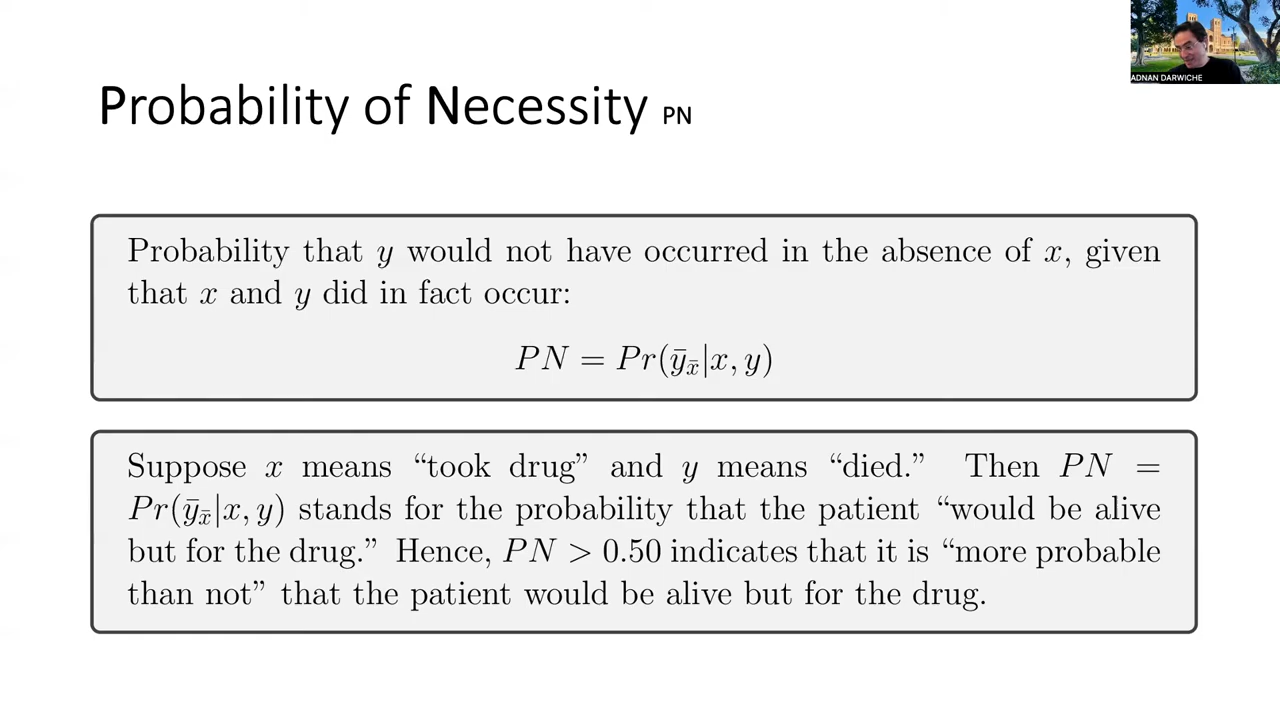 ADNAN DARWICHE
Probability of Necessity PN
Probability that y would not have occurred in the absence of x, given
that x and y did in fact occur:
PN = Pr(ȳ_x̄|x, y)
Suppose x means “took drug” and y means “died.” Then PN =
Pr(ȳ_x̄|x, y) stands for the probability that the patient “would be alive
but for the drug.” Hence, PN > 0.50 indicates that it is “more probable
than not” that the patient would be alive but for the drug.